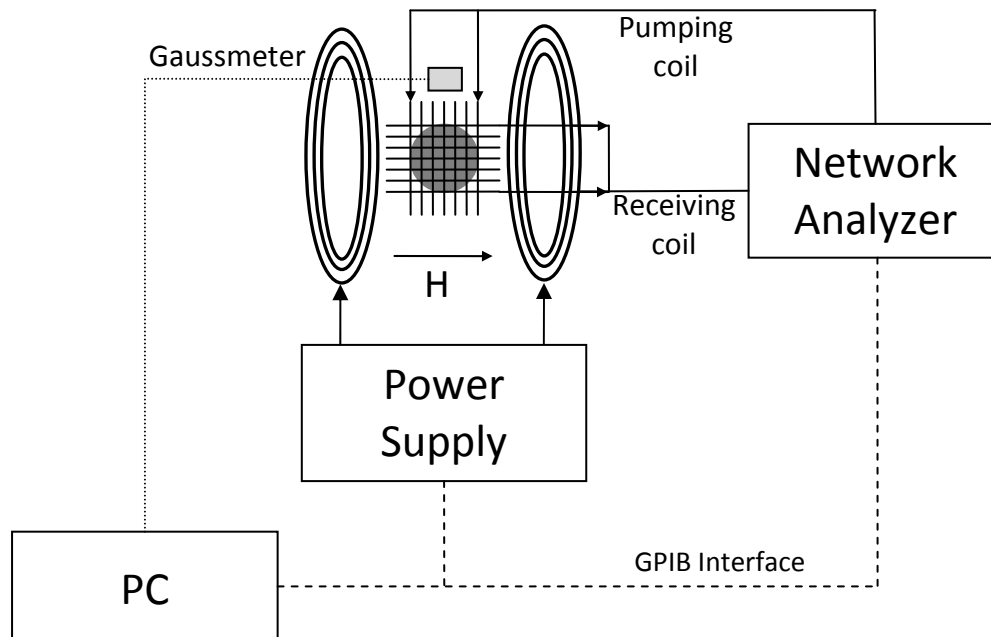 Pumping
coil
Gaussmeter
Network
Analyzer
Receiving
coil
H
Power
Supply
GPIB Interface
PC